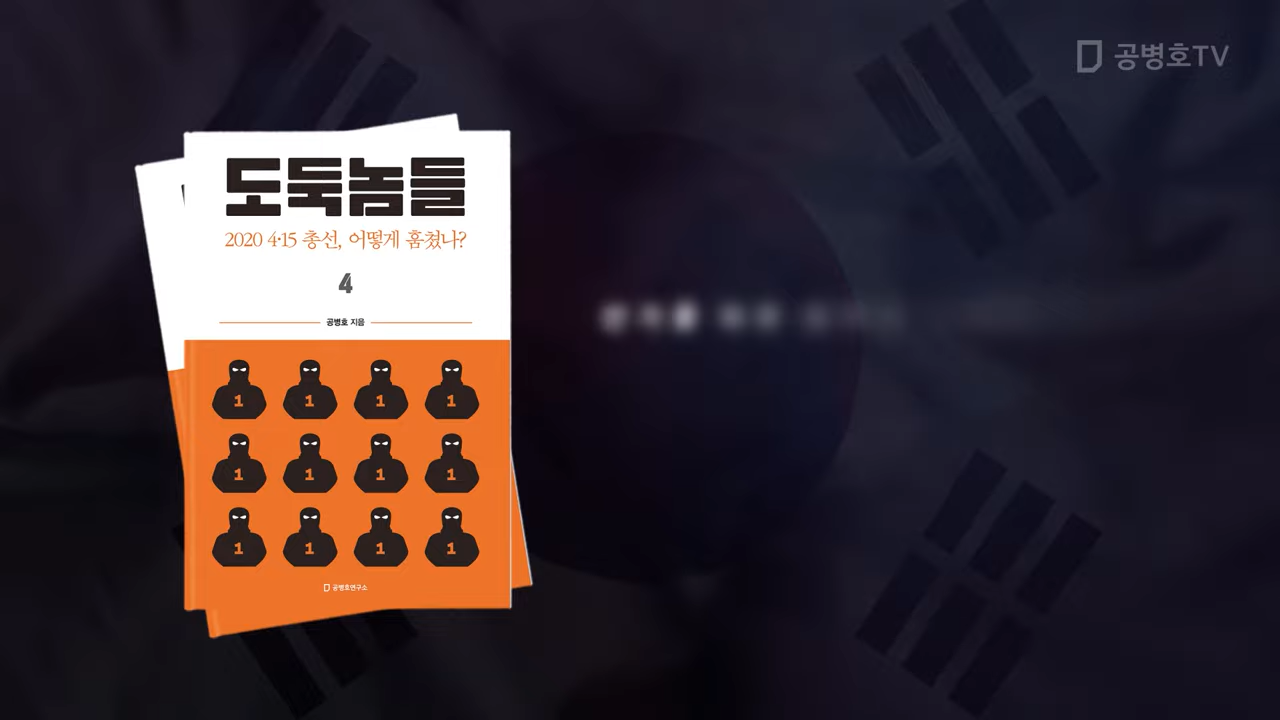 공병호TV
도둑놈들
2020 4·15 총선, 어떻게 훔쳤나?
4
공병호 지음
1 1 1 1
1 1 1 1
1 1 1 1
공병호연구소